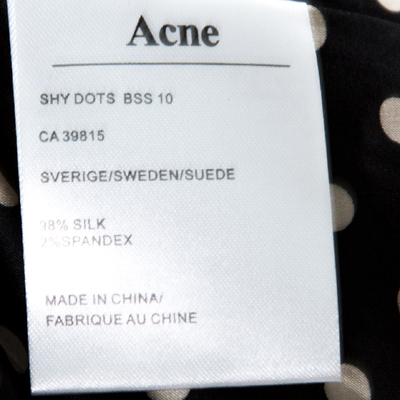 Acne
SHY DOTS BSS 10
CA 39815
SVERIGE/SWEDEN/SUEDE
98% SILK
2% SPANDEX
MADE IN CHINA/
FABRIQUE AU CHINE